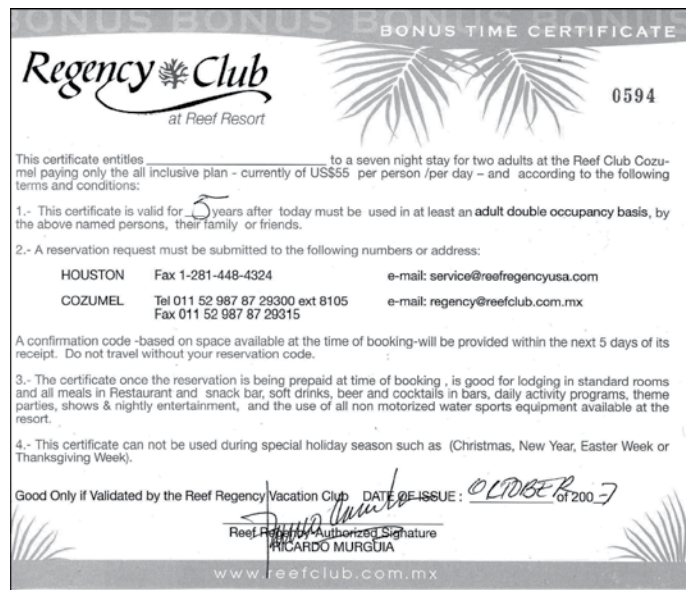 BONUS BONUS BONUS BONUS
BONUS TIME CERTIFICATE
Regency Club
at Reef Resort
0594
This certificate entitles to a seven night stay for two adults at the Reef Club Cozu-
mel paying only the all inclusive plan - currently of US$55 per person /per day – and according to the following
terms and conditions:
1.- This certificate is valid for 5 years after today must be used in at least an adult double occupancy basis, by
the above named persons, their family or friends.
2.- A reservation request must be submitted to the following numbers or address:
HOUSTON Fax 1-281-448-4324 e-mail: service@reefregencyusa.com
COZUMEL Tel 011 52 987 87 29300 ext 8105 e-mail: regency@reefclub.com.mx
Fax 011 52 987 87 29315
A confirmation code -based on space available at the time of booking-will be provided within the next 5 days of its
receipt. Do not travel without your reservation code.
3.- The certificate once the reservation is being prepaid at time of booking , is good for lodging in standard rooms
and all meals in Restaurant and snack bar, soft drinks, beer and cocktails in bars, daily activity programs, theme
parties, shows & nightly entertainment, and the use of all non motorized water sports equipment available at the
resort.
4.- This certificate can not be used during special holiday season such as (Christmas, New Year, Easter Week or
Thanksgiving Week).
Good Only if Validated by the Reef Regency Vacation Club DATE OF ISSUE : OCTOBER of 200 7
Reef Regency Authorized Signature
RICARDO MURGUIA
www.reefclub.com.mx